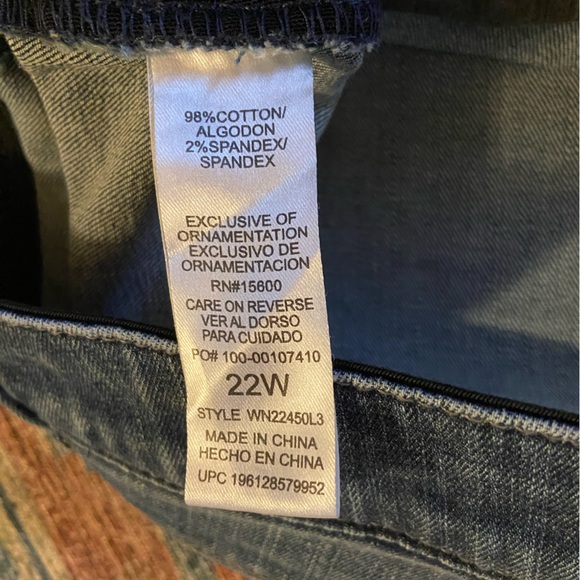 98%COTTON/
ALGODON
2%SPANDEX/
SPANDEX
EXCLUSIVE OF
ORNAMENTATION
EXCLUSIVO DE
ORNAMENTACION
RN#15600
CARE ON REVERSE
VER AL DORSO
PARA CUIDADO
PO# 100-00107410
22W
STYLE WN22450L3
MADE IN CHINA
HECHO EN CHINA
UPC 196128579952